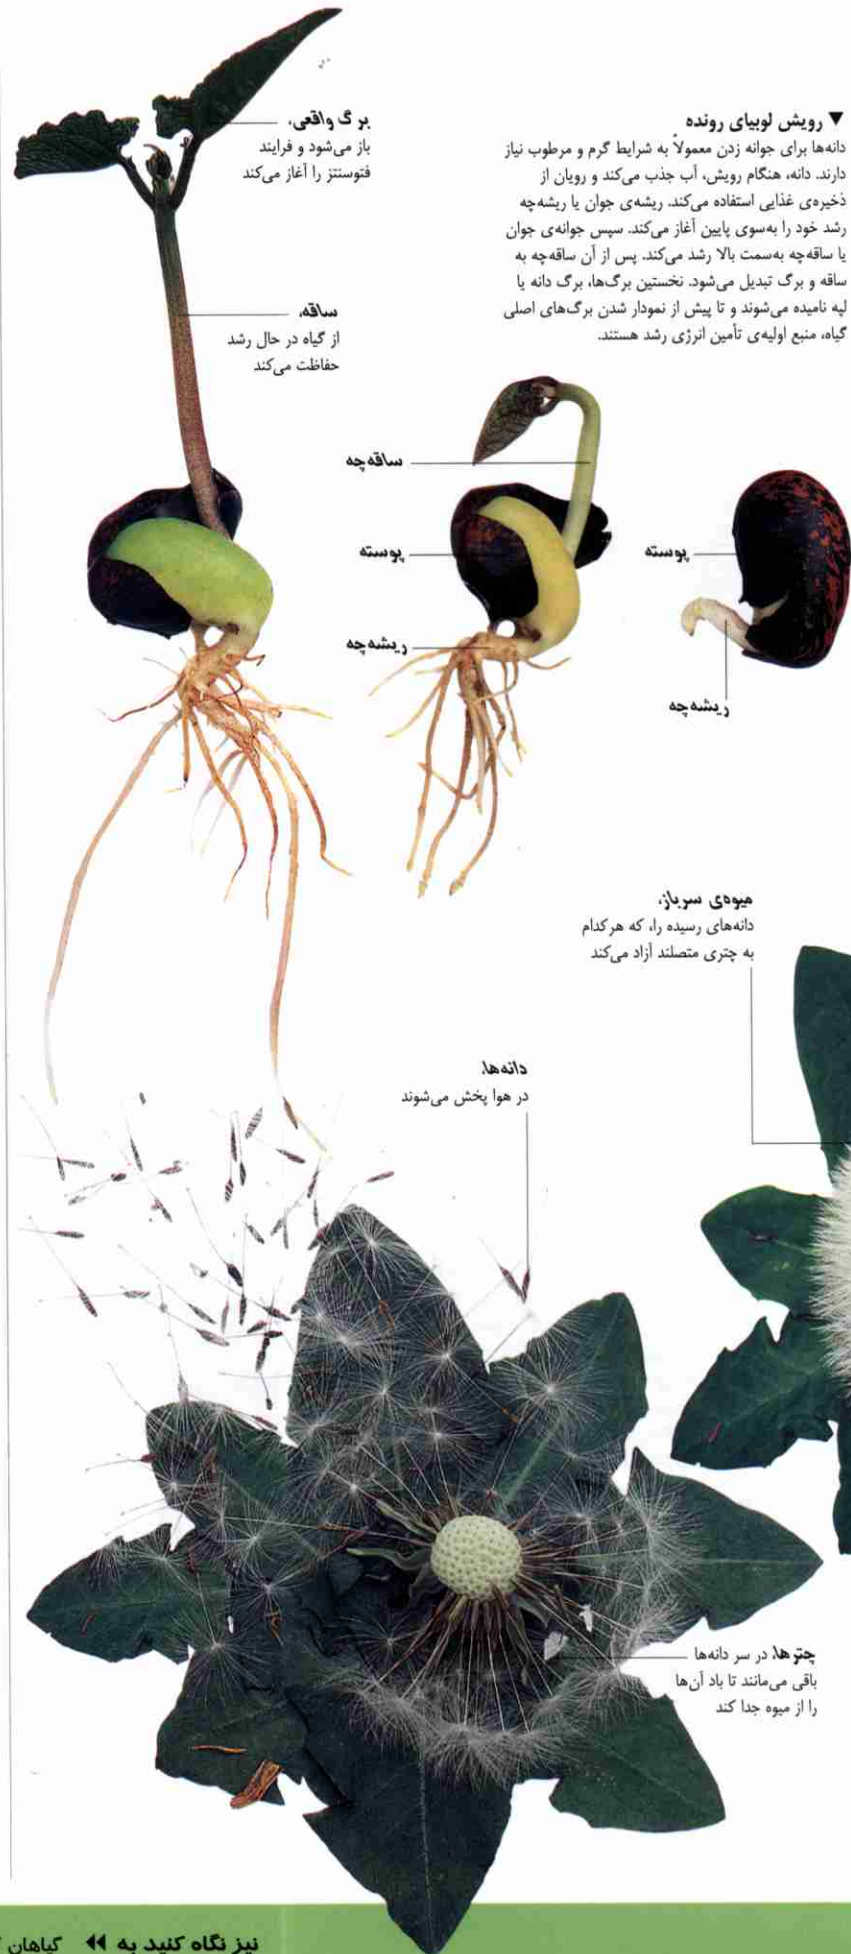 ▼ رویش لوبیای رونده
دانه‌ها برای جوانه زدن معمولاً به شرایط گرم و مرطوب نیاز
دارند. دانه، هنگام رویش، آب جذب می‌کند و رویان از
ذخیره‌ی غذایی استفاده می‌کند. ریشه‌ی جوان یا ریشه‌چه
رشد خود را به‌سوی پایین آغاز می‌کند. سپس جوانه‌ی جوان
یا ساقه‌چه به‌سمت بالا رشد می‌کند. پس از آن ساقه‌چه به
ساقه و برگ تبدیل می‌شود. نخستین برگ‌ها، برگ دانه یا
لپه نامیده می‌شوند و تا پیش از نمودار شدن برگ‌های اصلی
گیاه، منبع اولیه‌ی تأمین انرژی رشد هستند.
برگ واقعی،
باز می‌شود و فرایند
فتوسنتز را آغاز می‌کند
ساقه،
از گیاه در حال رشد
حفاظت می‌کند
پوسته
ریشه‌چه
ساقه‌چه
پوسته
ریشه‌چه
میوه‌ی سرباز،
دانه‌های رسیده را، که هرکدام
به چتری متصلند آزاد می‌کند
دانه‌ها،
در هوا پخش می‌شوند
چترها، در سر دانه‌ها
باقی می‌مانند تا باد آن‌ها
را از میوه جدا کند
نیز نگاه کنید به ◄◄ گیاهان